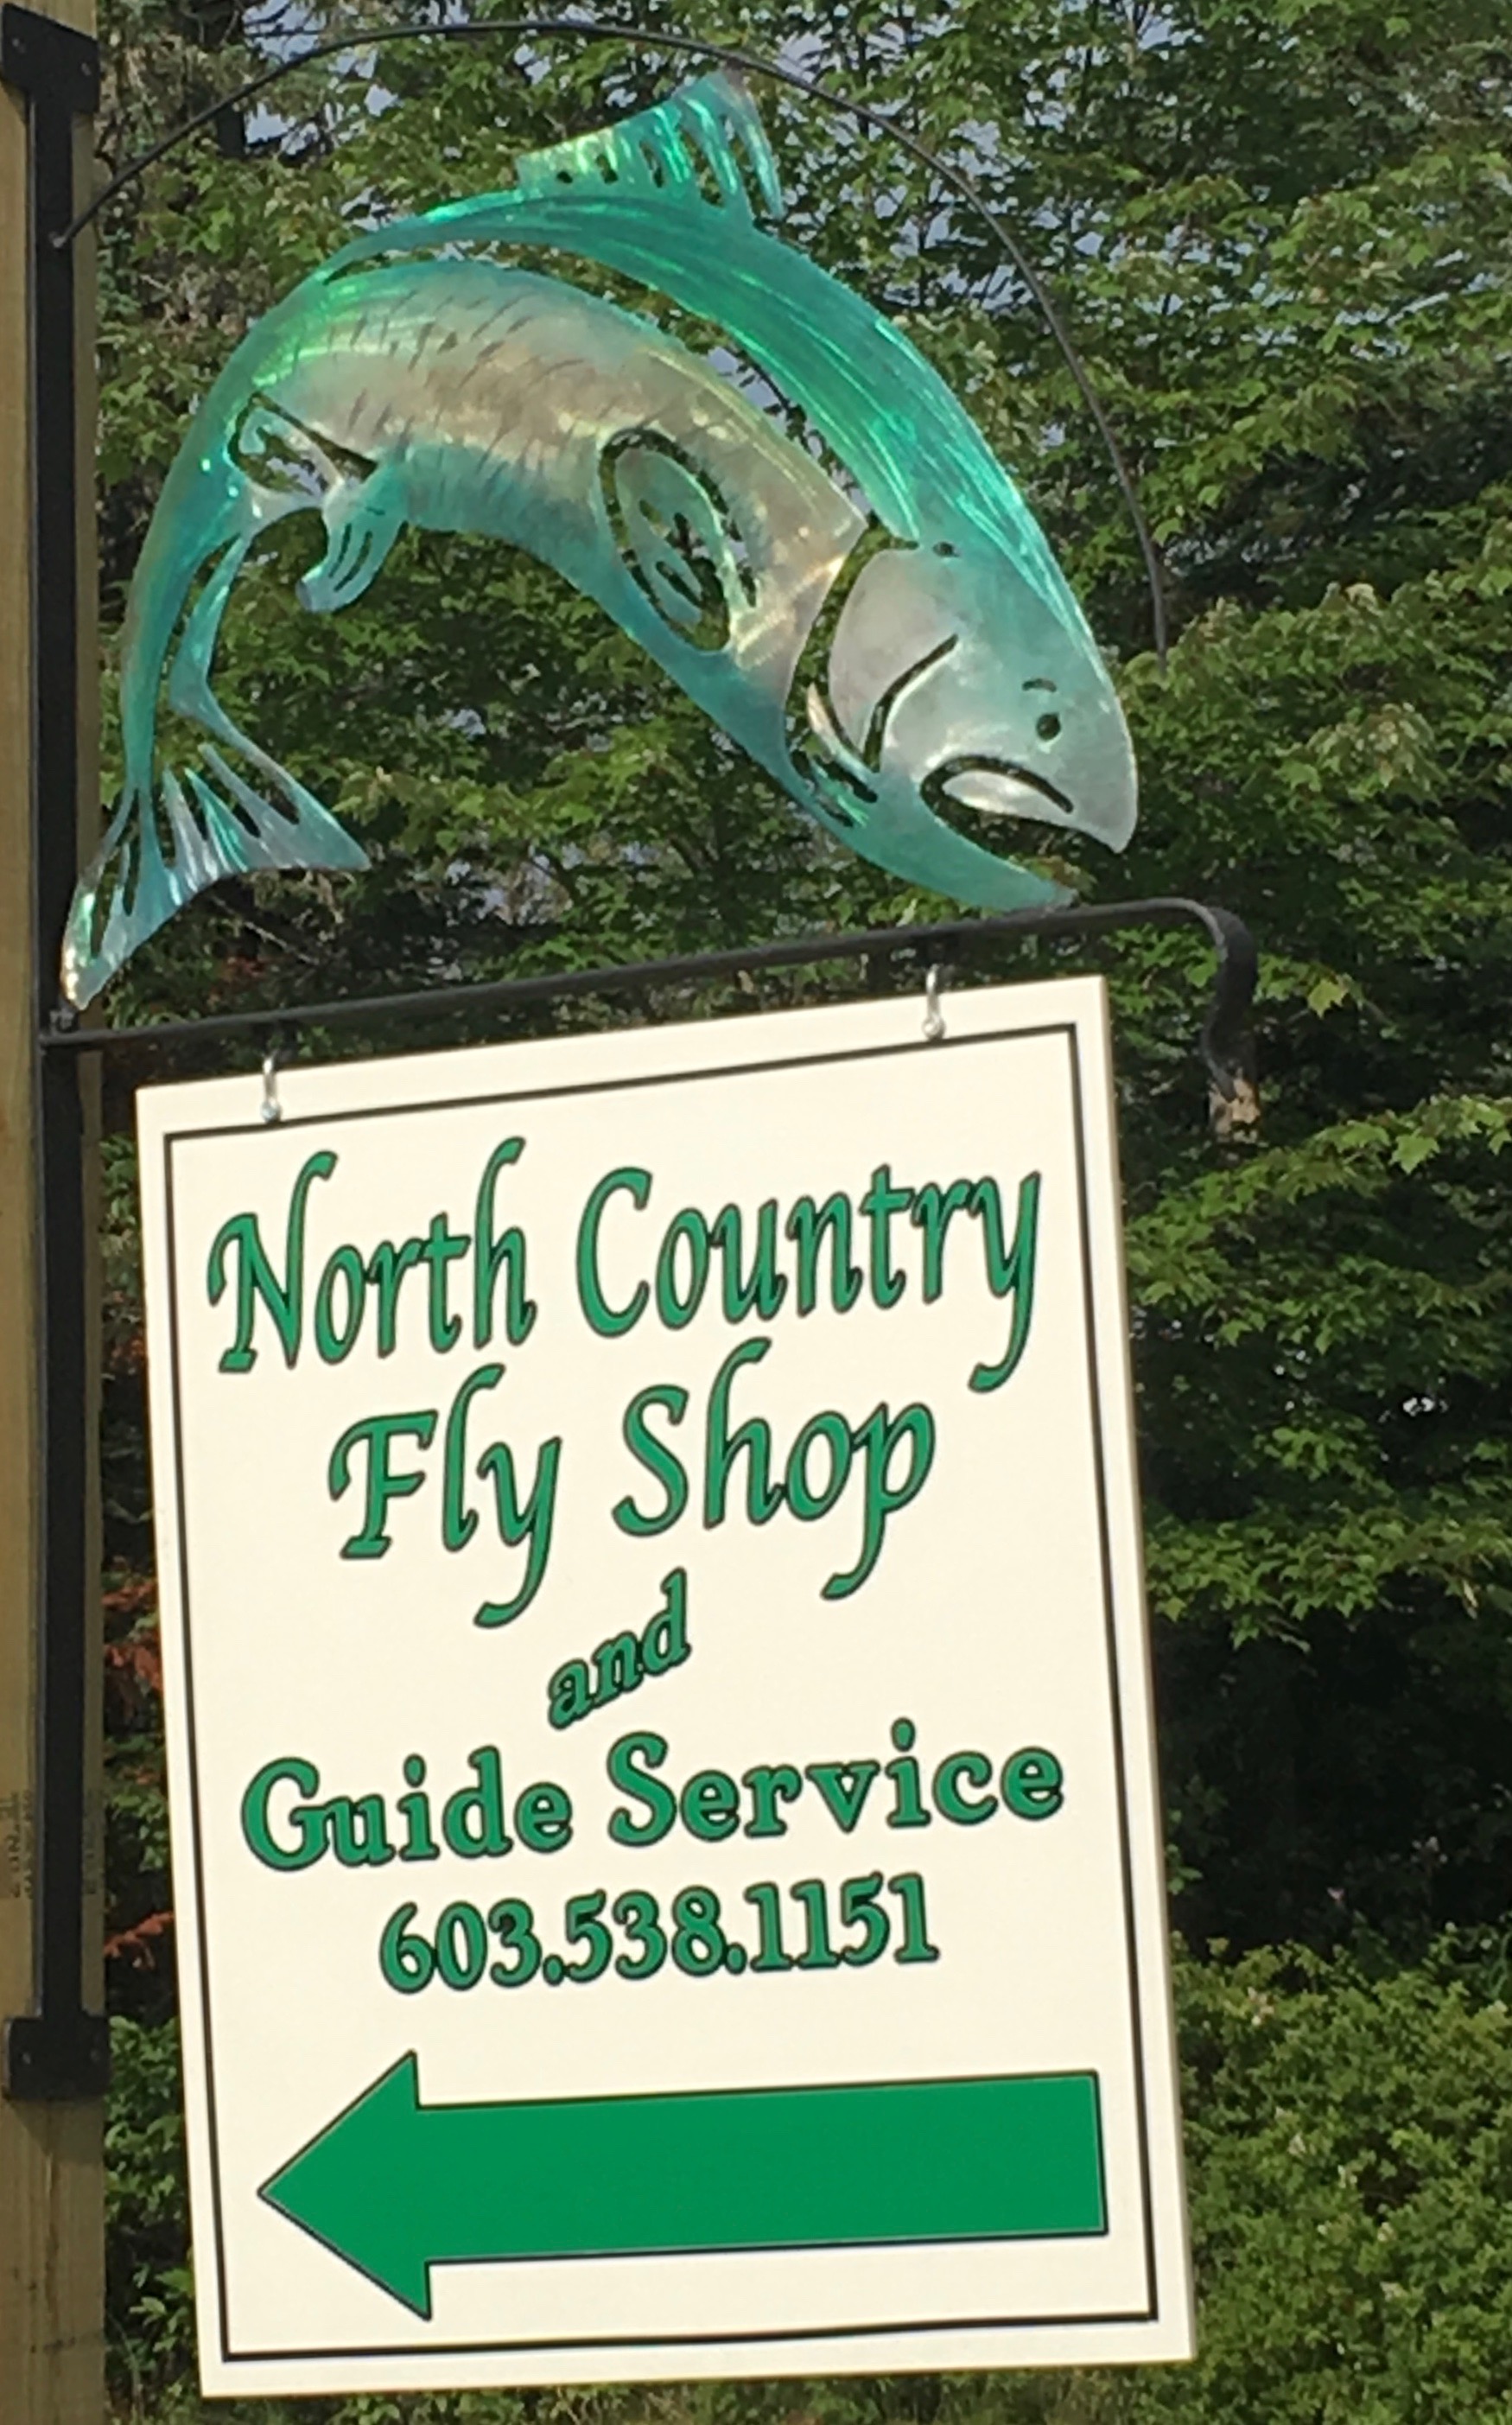 North Country
Fly Shop
and
Guide Service
603.538.1151